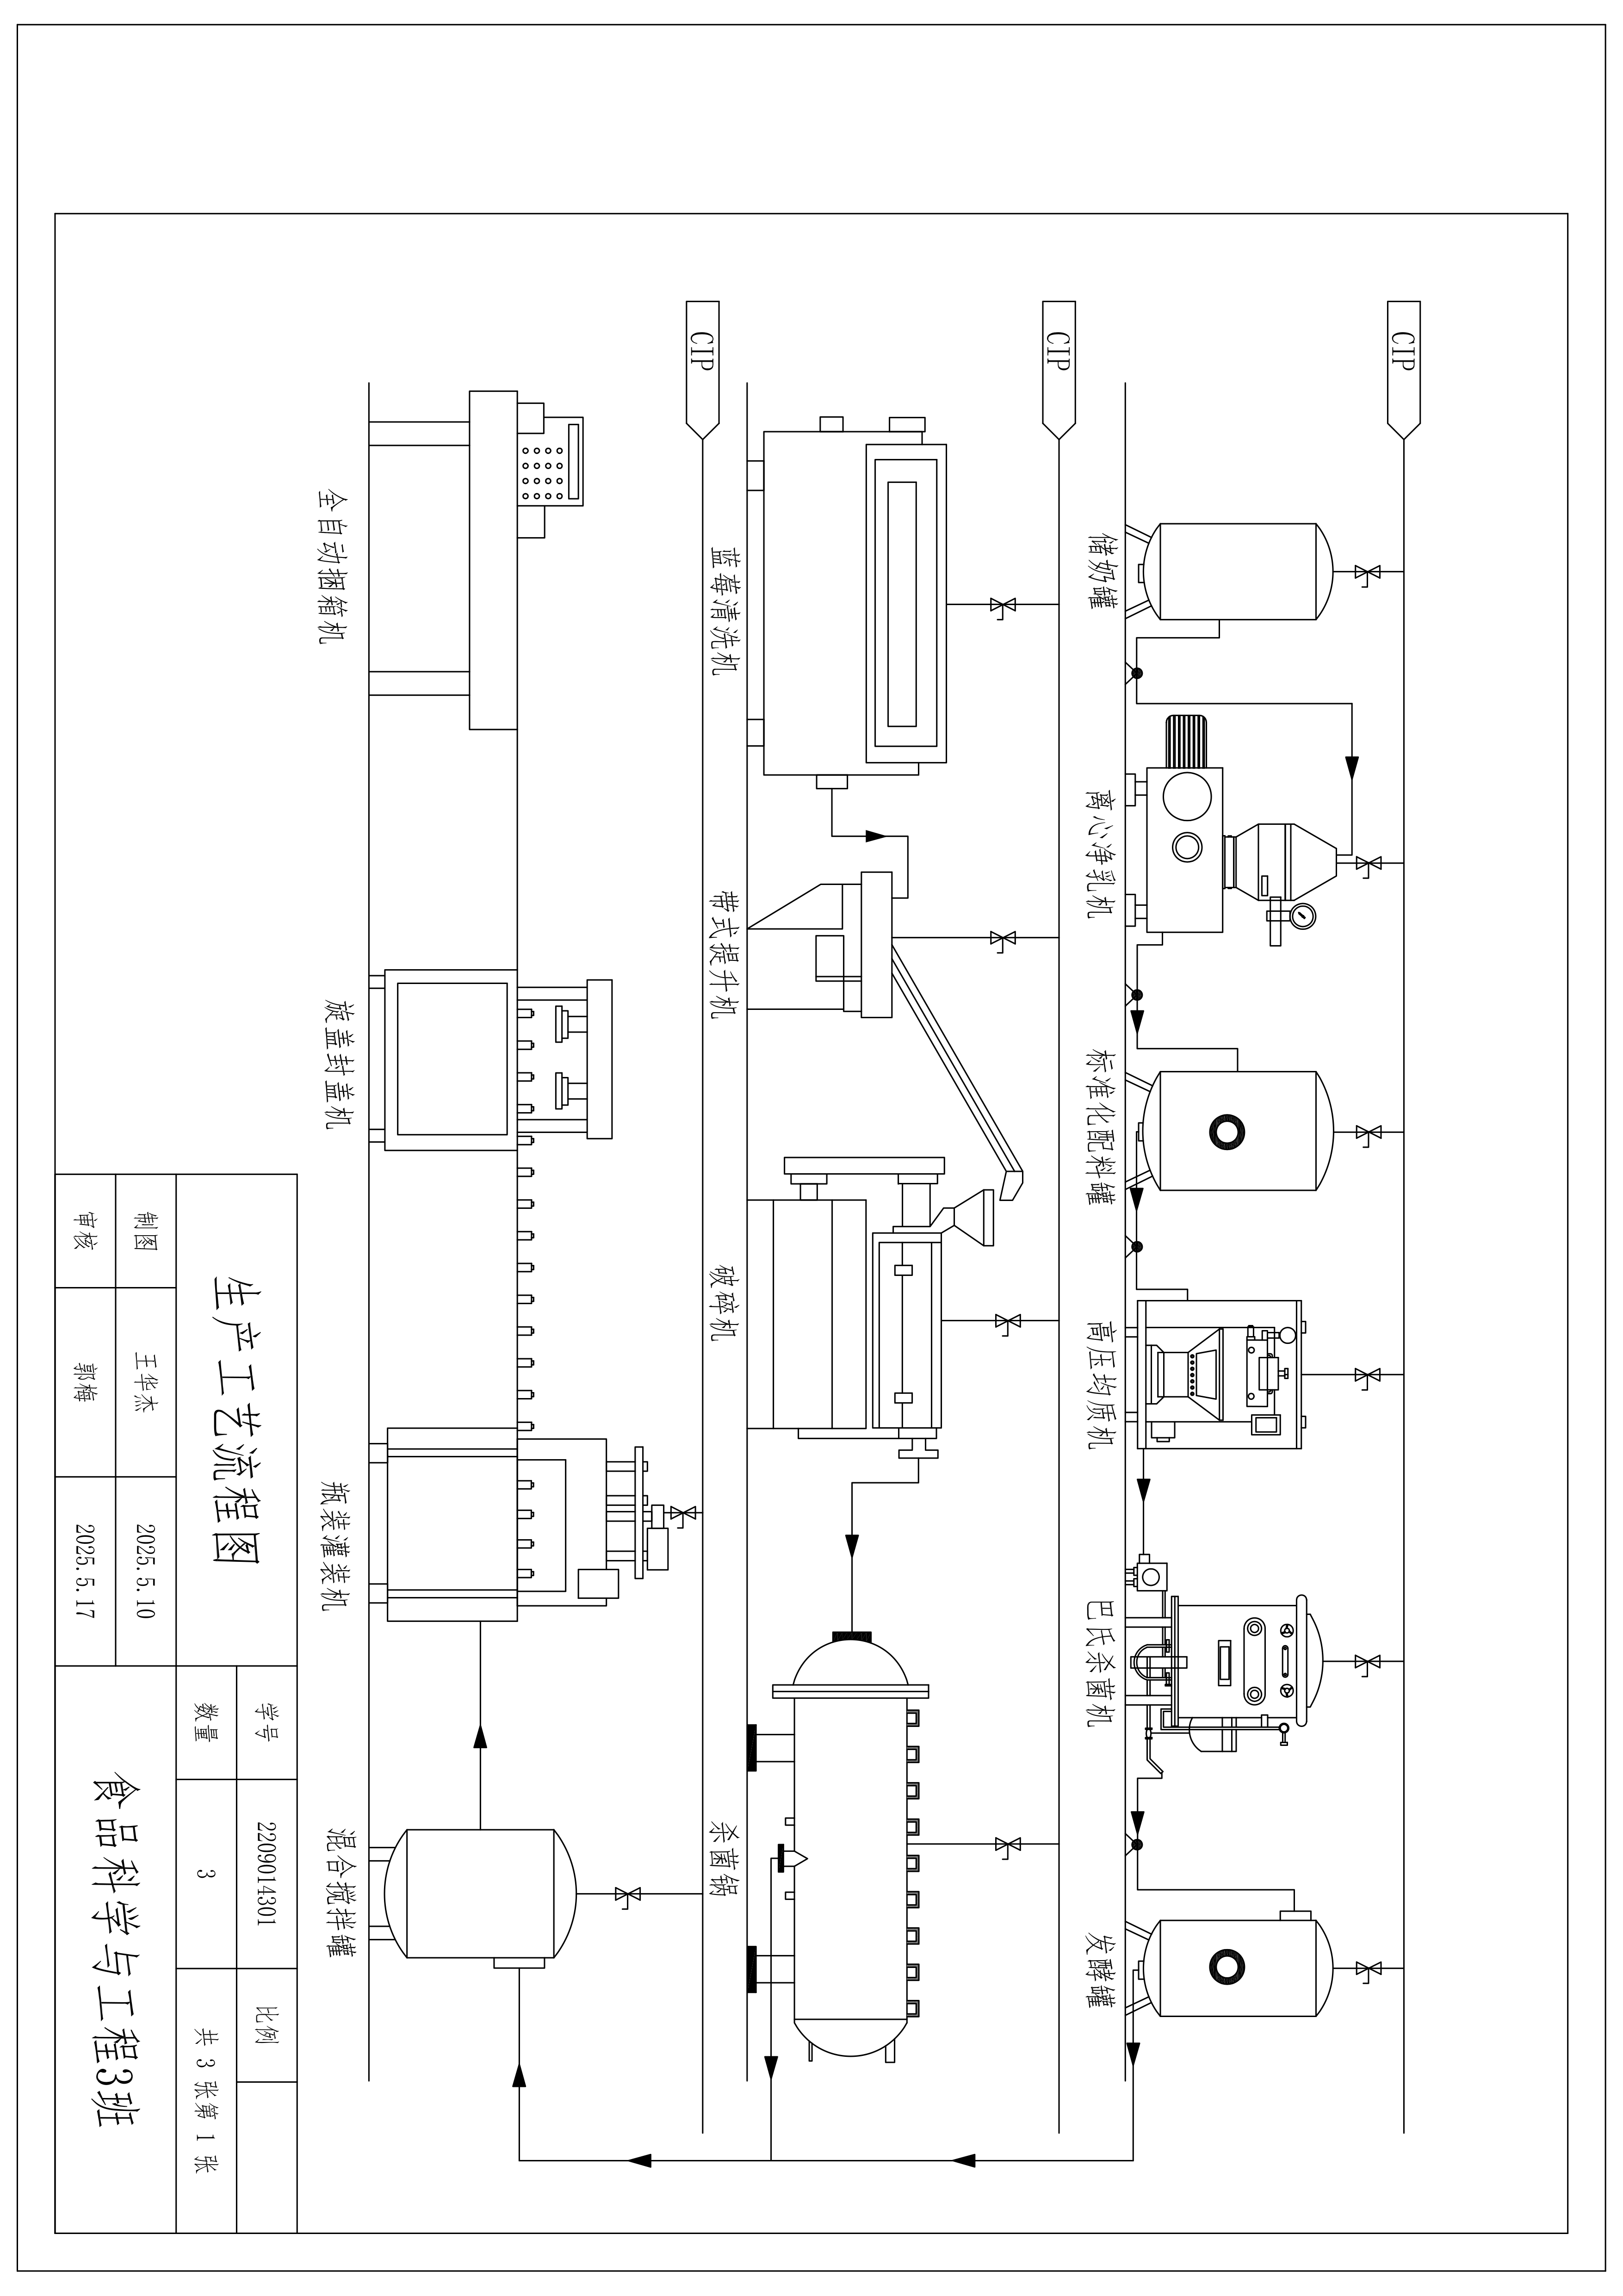 CIP
储奶罐
离心净乳机
标准化配料罐
高压均质机
巴氏杀菌机
发酵罐
CIP
蓝莓清洗机
带式提升机
破碎机
杀菌锅
CIP
全自动捆箱机
旋盖封盖机
瓶装灌装机
混合搅拌罐
生产工艺流程图
学号 2209014301 比例
数量 3 共 3 张第 1 张
制图 王华杰 2025.5.10
审核 郭梅 2025.5.17
食品科学与工程3班